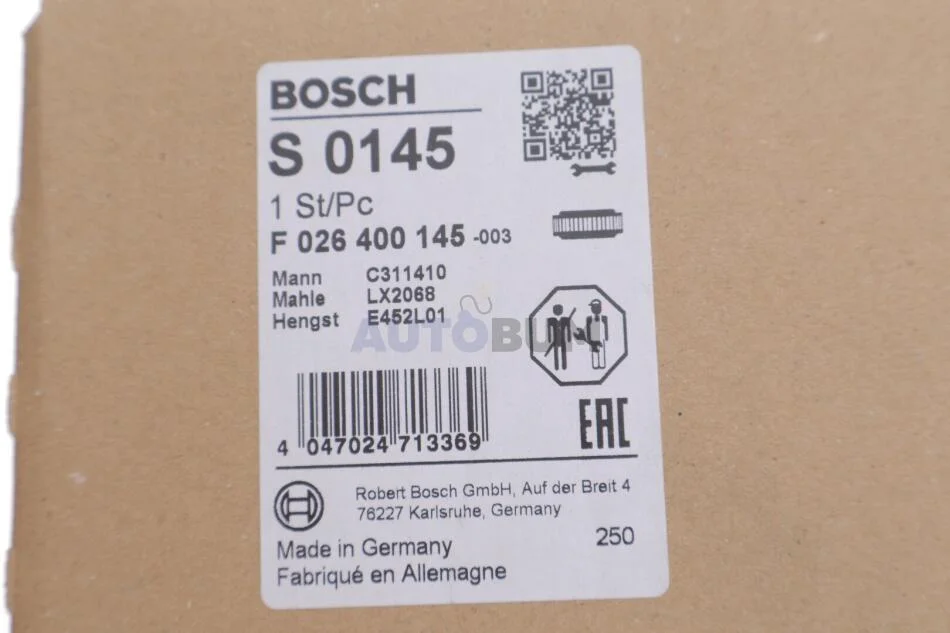 BOSCH
S 0145
1 St/Pc
F 026 400 145 -003
Mann C311410
Mahle LX2068
Hengst E452L01
AUTOBUM
4 047024 713369
EAC
Robert Bosch GmbH, Auf der Breit 4
76227 Karlsruhe, Germany
250
Made in Germany
Fabriqué en Allemagne